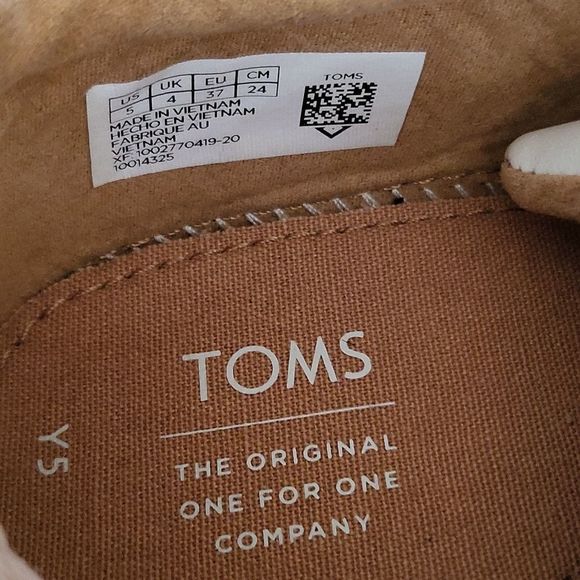 US UK EU CM
5 4 37 24
MADE IN VIETNAM
HECHO EN VIETNAM
FABRIQUE AU
VIETNAM
XF: 1002770419-20
10014325
TOMS
TOMS
THE ORIGINAL
ONE FOR ONE
COMPANY
Y5